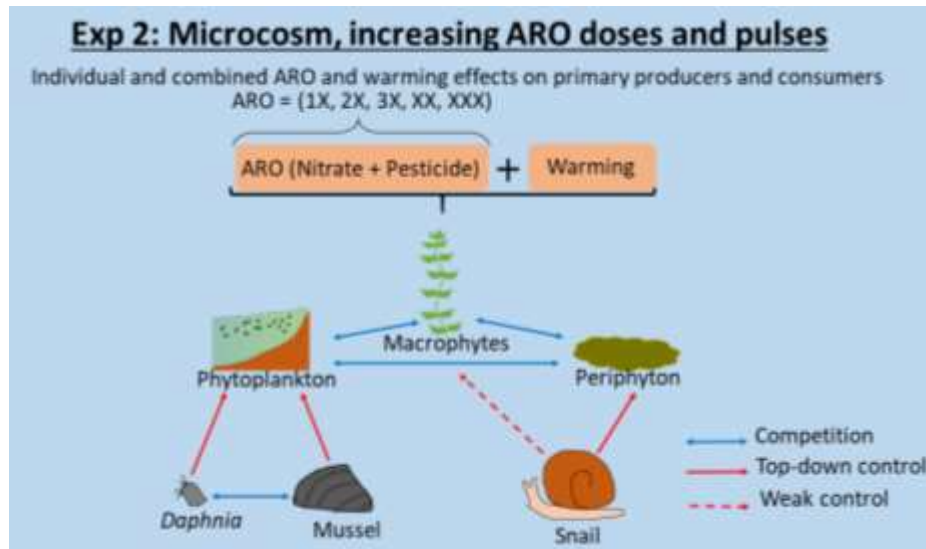 Exp 2: Microcosm, increasing ARO doses and pulses
Individual and combined ARO and warming effects on primary producers and consumers
ARO = (1X, 2X, 3X, XX, XXX)
ARO (Nitrate + Pesticide) + Warming
Macrophytes
Phytoplankton
Periphyton
Competition
Top-down control
Weak control
Daphnia
Mussel
Snail